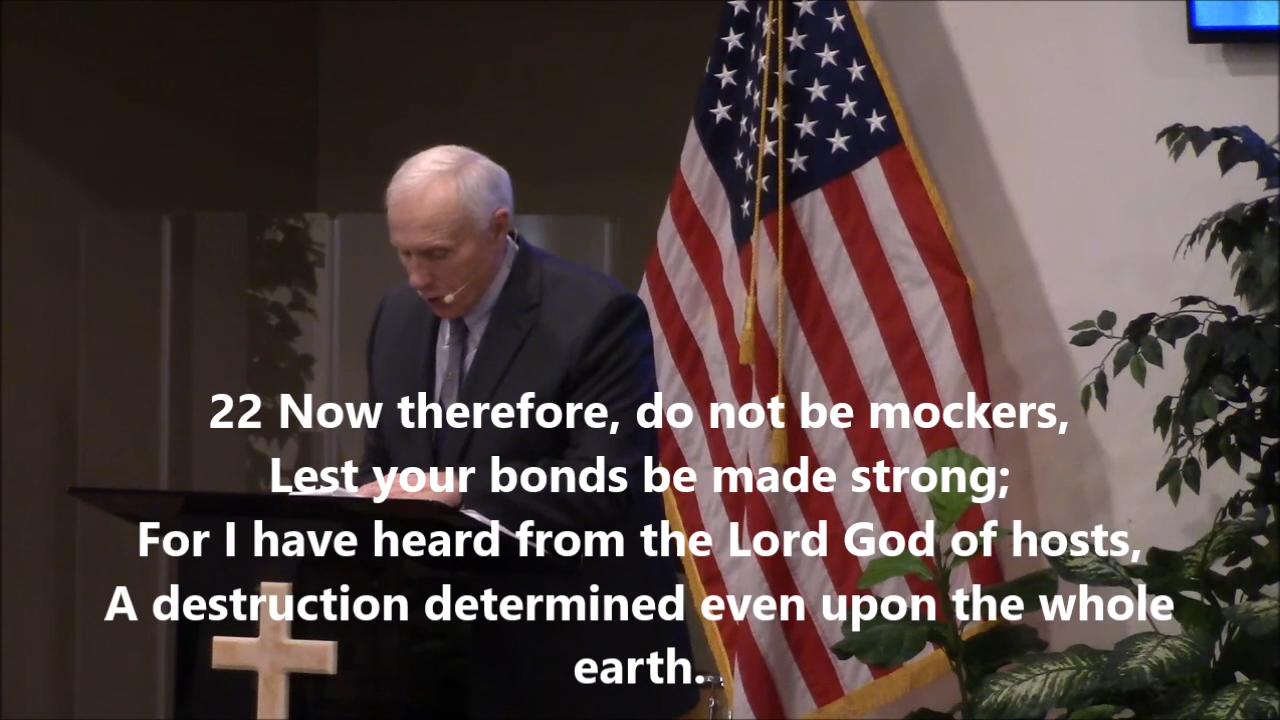 22 Now therefore, do not be mockers,
Lest your bonds be made strong;
For I have heard from the Lord God of hosts,
A destruction determined even upon the whole
earth.